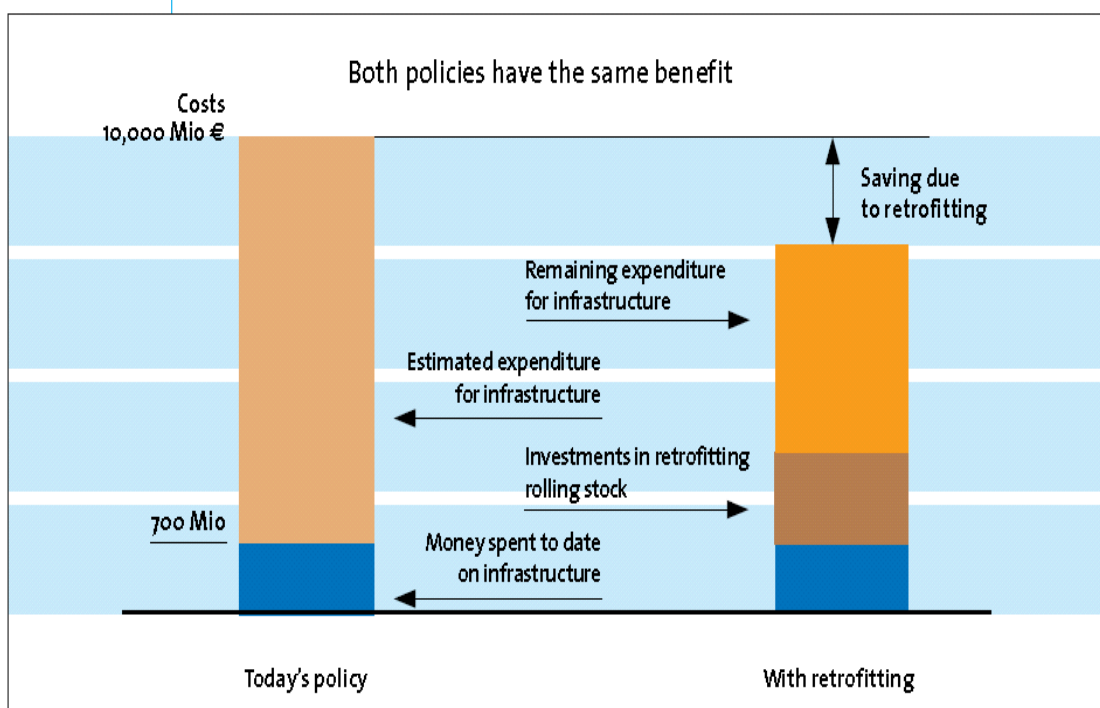 Both policies have the same benefit
Costs
10,000 Mio €
Saving due
to retrofitting
Remaining expenditure
for infrastructure
Estimated expenditure
for infrastructure
Investments in retrofitting
rolling stock
700 Mio
Money spent to date
on infrastructure
Today's policy
With retrofitting